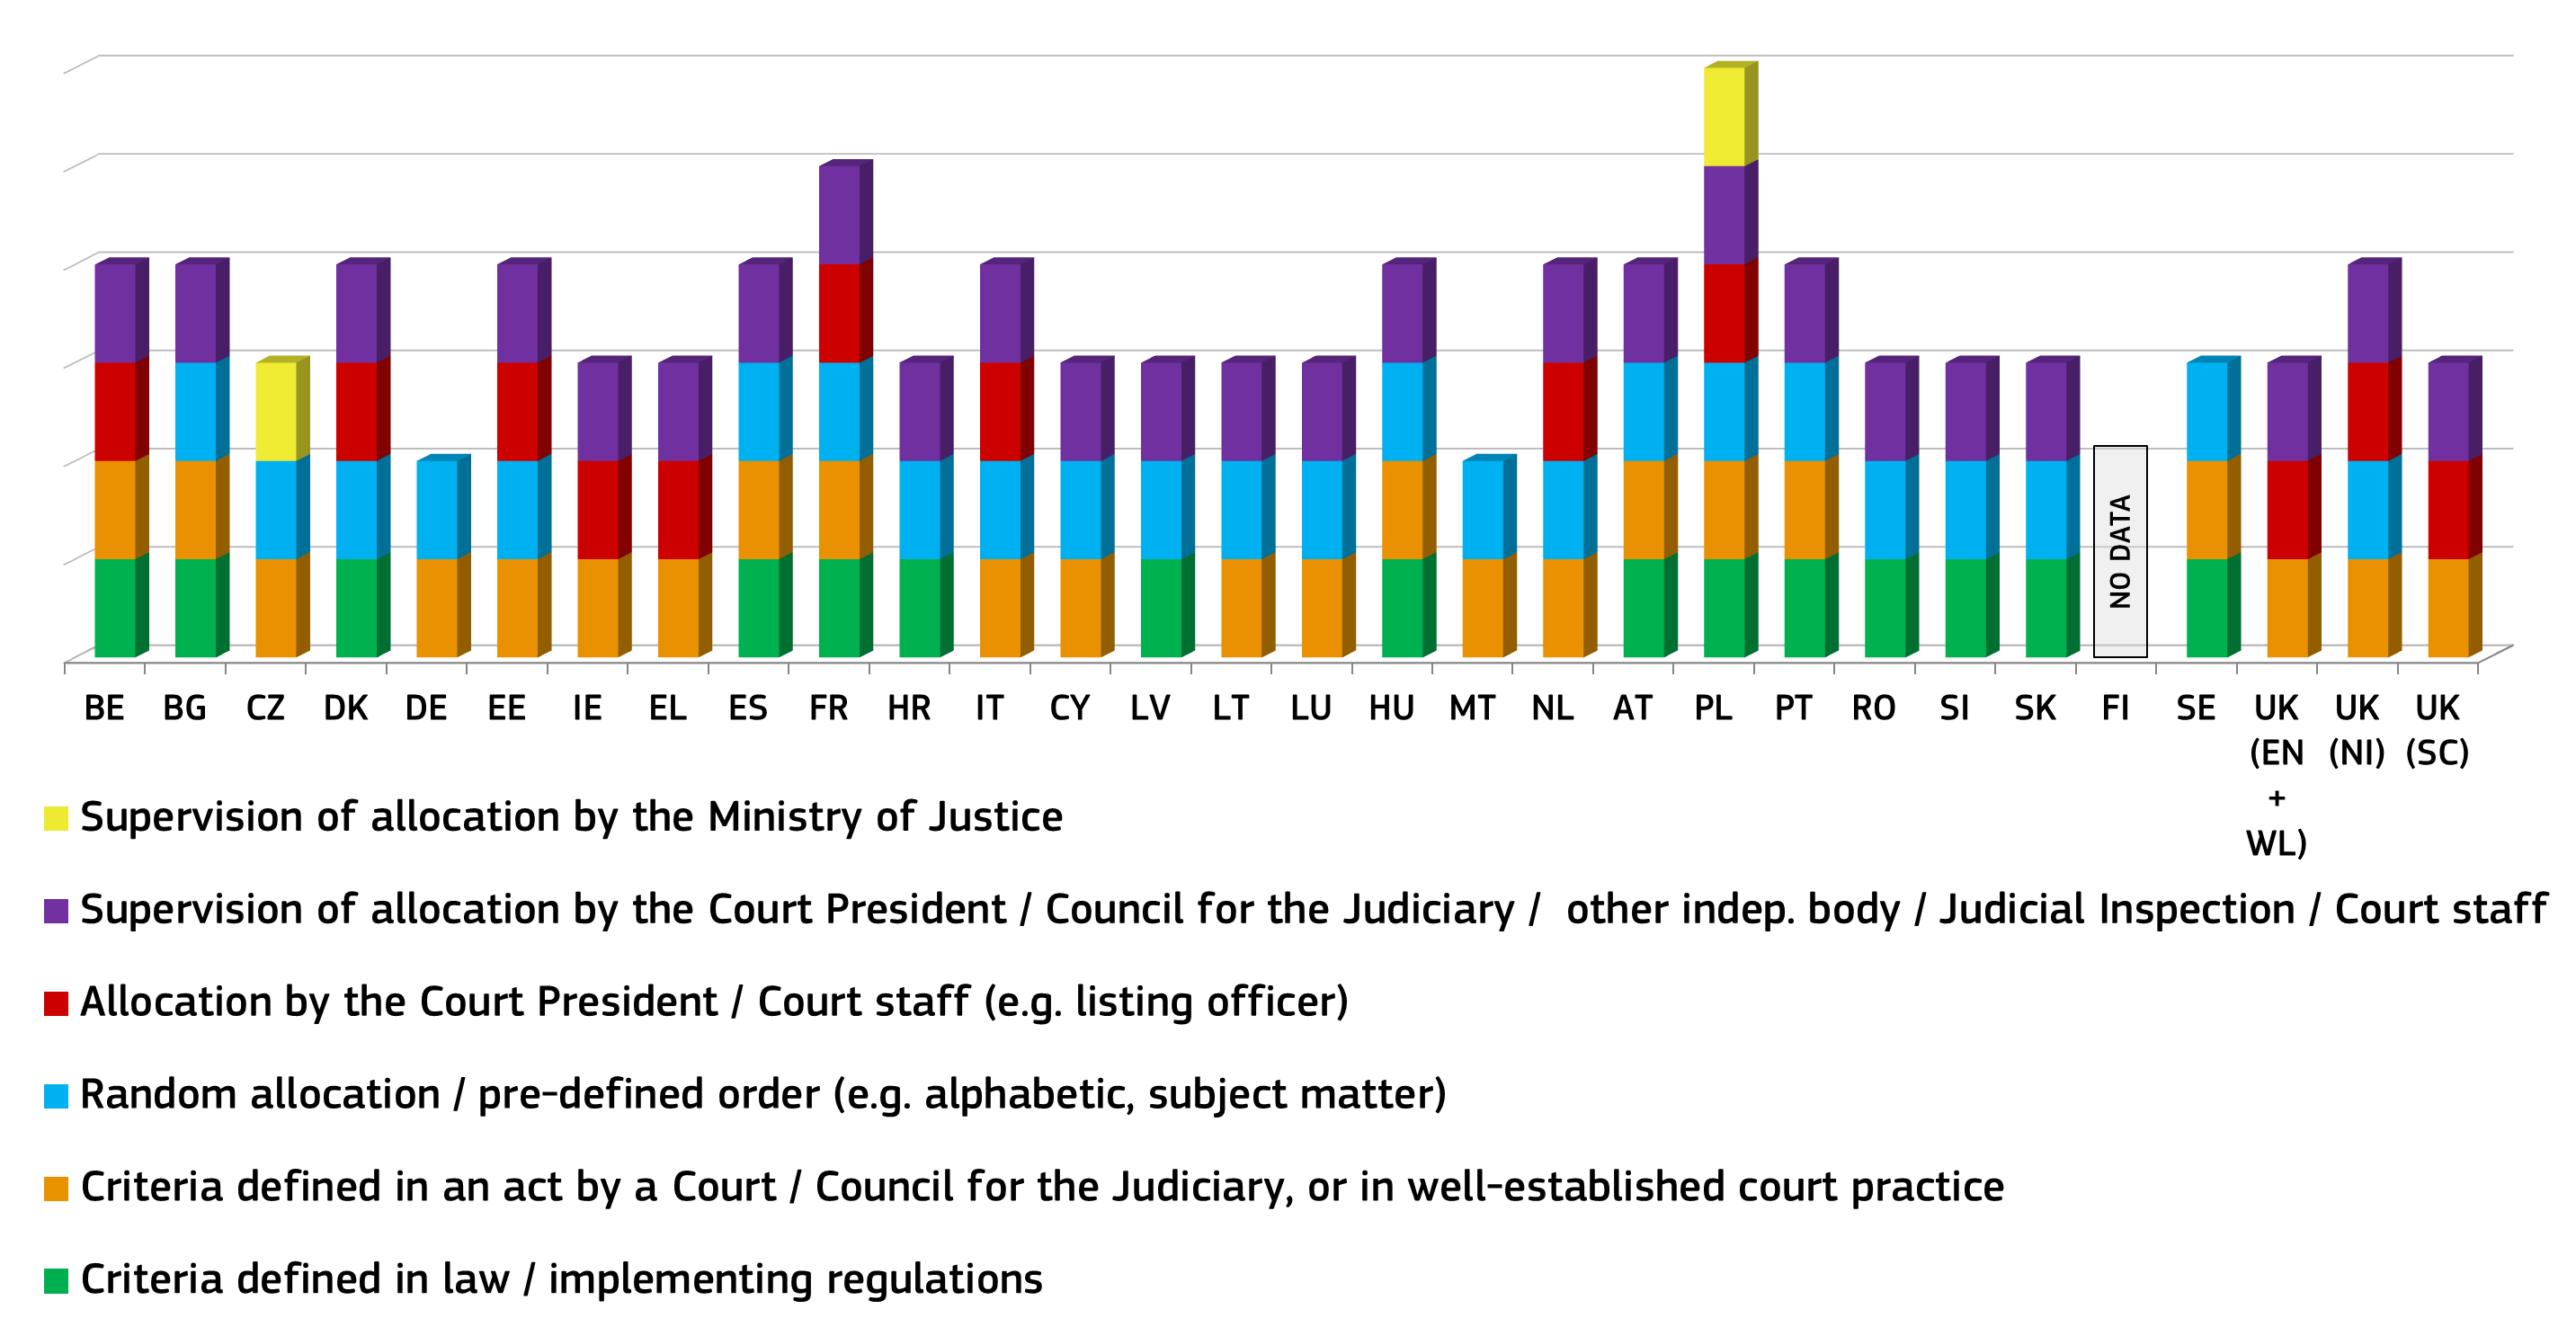 NO DATA
BE BG CZ DK DE EE IE EL ES FR HR IT CY LV LT LU HU MT NL AT PL PT RO SI SK FI SE UK UK UK
(EN (NI) (SC)
+
WL)
Supervision of allocation by the Ministry of Justice
Supervision of allocation by the Court President / Council for the Judiciary /  other indep. body / Judicial Inspection / Court staff
Allocation by the Court President / Court staff (e.g. listing officer)
Random allocation / pre-defined order (e.g. alphabetic, subject matter)
Criteria defined in an act by a Court / Council for the Judiciary, or in well-established court practice
Criteria defined in law / implementing regulations